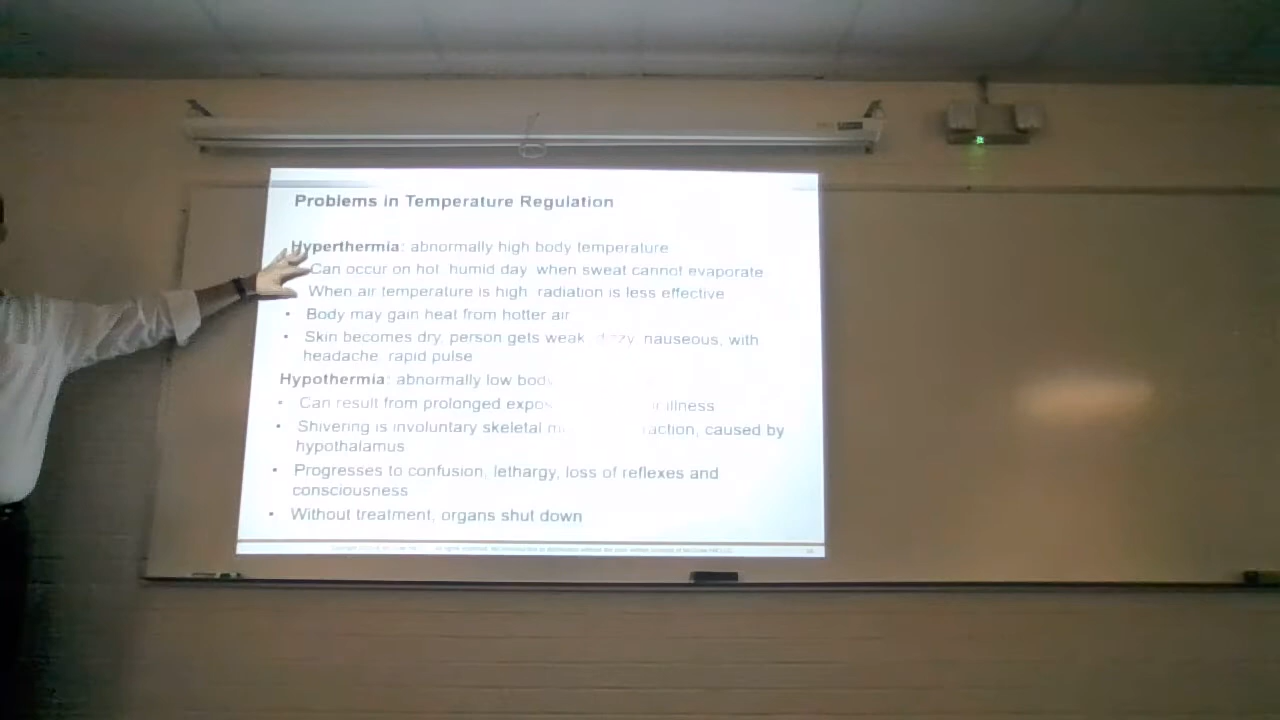 Problems in Temperature Regulation
Hyperthermia: abnormally high body temperature
Can occur on hot, humid day, when sweat cannot evaporate
When air temperature is high, radiation is less effective
• Body may gain heat from hotter air
• Skin becomes dry, person gets weak, dizzy, nauseous, with
headache, rapid pulse
Hypothermia: abnormally low body
• Can result from prolonged illness
• Shivering is involuntary skeletal caused by
hypothalamus
• Progresses to confusion, lethargy, loss of reflexes and
consciousness
• Without treatment, organs shut down